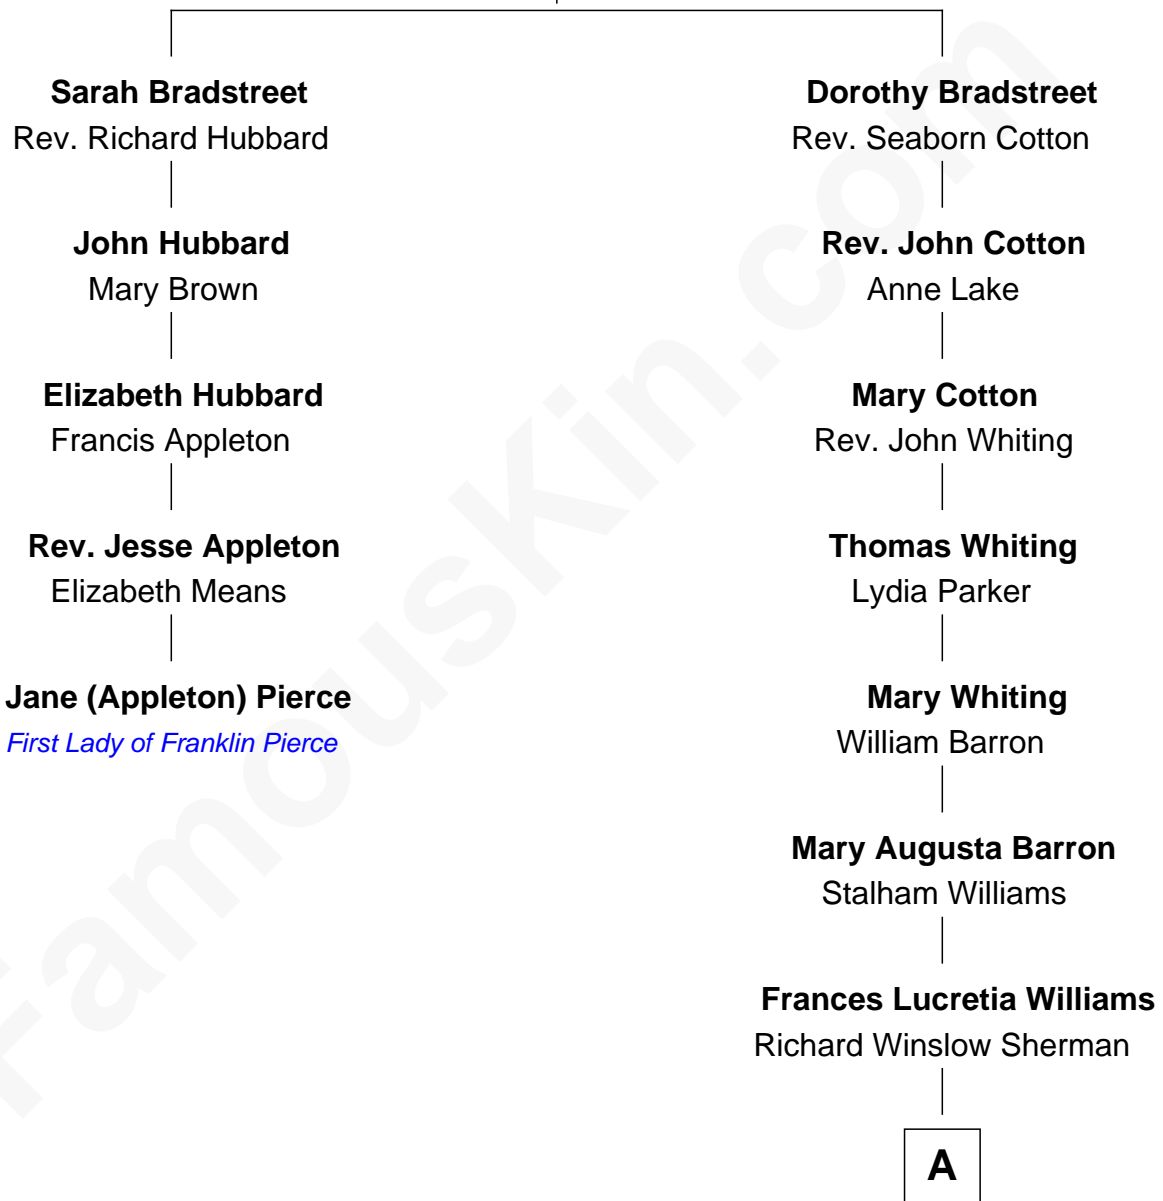 Sarah Bradstreet
Rev. Richard Hubbard
John Hubbard
Mary Brown
Elizabeth Hubbard
Francis Appleton
Rev. Jesse Appleton
Elizabeth Means
Jane (Appleton) Pierce
First Lady of Franklin Pierce
Dorothy Bradstreet
Rev. Seaborn Cotton
Rev. John Cotton
Anne Lake
Mary Cotton
Rev. John Whiting
Thomas Whiting
Lydia Parker
Mary Whiting
William Barron
Mary Augusta Barron
Stalham Williams
Frances Lucretia Williams
Richard Winslow Sherman
A
FamousKin.com